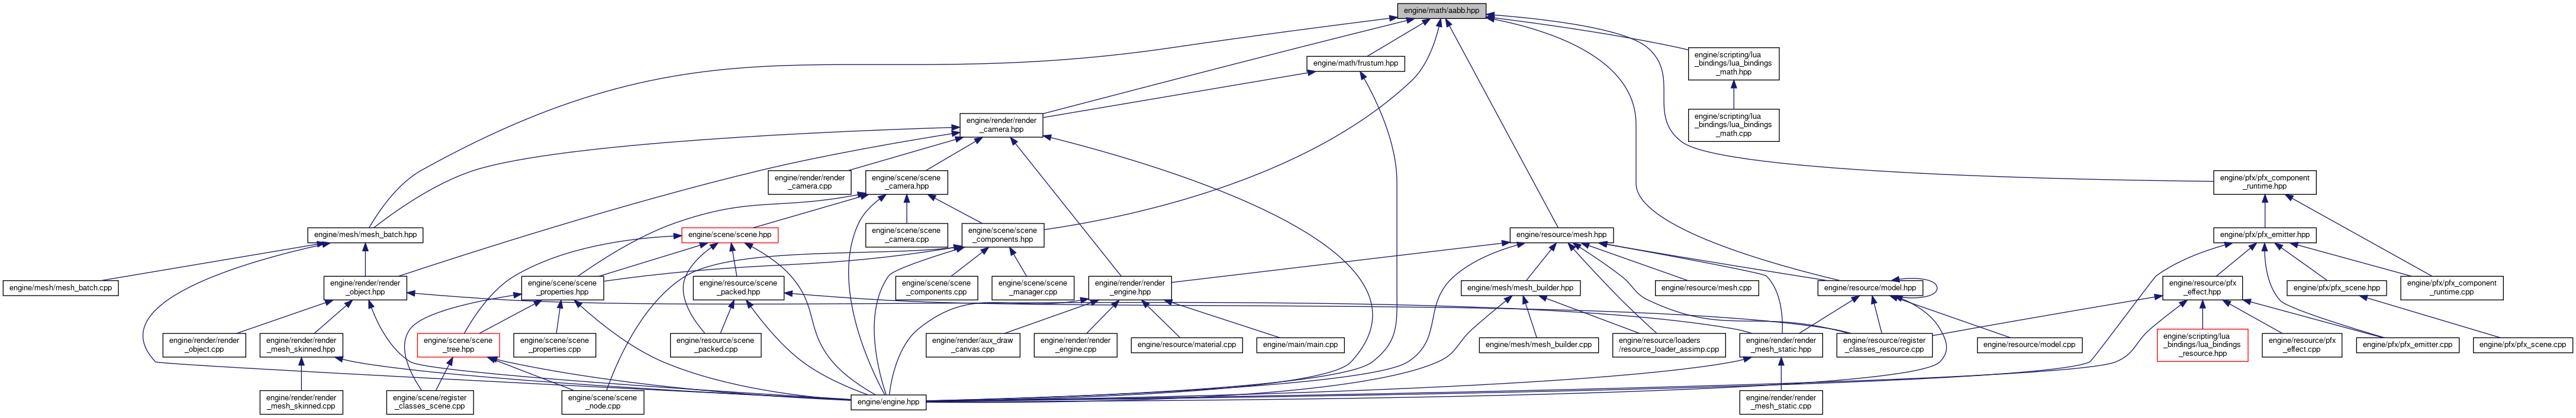 engine/math/aabb.hpp
engine/math/frustum.hpp
engine/scripting/lua
_bindings/lua_bindings
_math.hpp
engine/render/render
_camera.hpp
engine/scripting/lua
_bindings/lua_bindings
_math.cpp
engine/render/render
_camera.cpp
engine/scene/scene
_camera.hpp
engine/pfx/pfx_component
_runtime.hpp
engine/mesh/mesh_batch.hpp
engine/scene/scene.hpp
engine/scene/scene
_camera.cpp
engine/scene/scene
_components.hpp
engine/resource/mesh.hpp
engine/pfx/pfx_emitter.hpp
engine/mesh/mesh_batch.cpp
engine/render/render
_object.hpp
engine/scene/scene
_properties.hpp
engine/resource/scene
_packed.hpp
engine/scene/scene
_components.cpp
engine/scene/scene
_manager.cpp
engine/render/render
_engine.hpp
engine/mesh/mesh_builder.hpp
engine/resource/mesh.cpp
engine/resource/model.hpp
engine/resource/pfx
_effect.hpp
engine/pfx/pfx_scene.hpp
engine/pfx/pfx_component
_runtime.cpp
engine/render/render
_object.cpp
engine/render/render
_mesh_skinned.hpp
engine/scene/scene
_tree.hpp
engine/scene/scene
_properties.cpp
engine/resource/scene
_packed.cpp
engine/render/aux_draw
_canvas.cpp
engine/render/render
_engine.cpp
engine/resource/material.cpp
engine/main/main.cpp
engine/mesh/mesh_builder.cpp
engine/resource/loaders
/resource_loader_assimp.cpp
engine/render/render
_mesh_static.hpp
engine/resource/register
_classes_resource.cpp
engine/resource/model.cpp
engine/scripting/lua
_bindings/lua_bindings
_resource.hpp
engine/resource/pfx
_effect.cpp
engine/pfx/pfx_emitter.cpp
engine/pfx/pfx_scene.cpp
engine/render/render
_mesh_skinned.cpp
engine/scene/register
_classes_scene.cpp
engine/scene/scene
_node.cpp
engine/engine.hpp
engine/render/render
_mesh_static.cpp